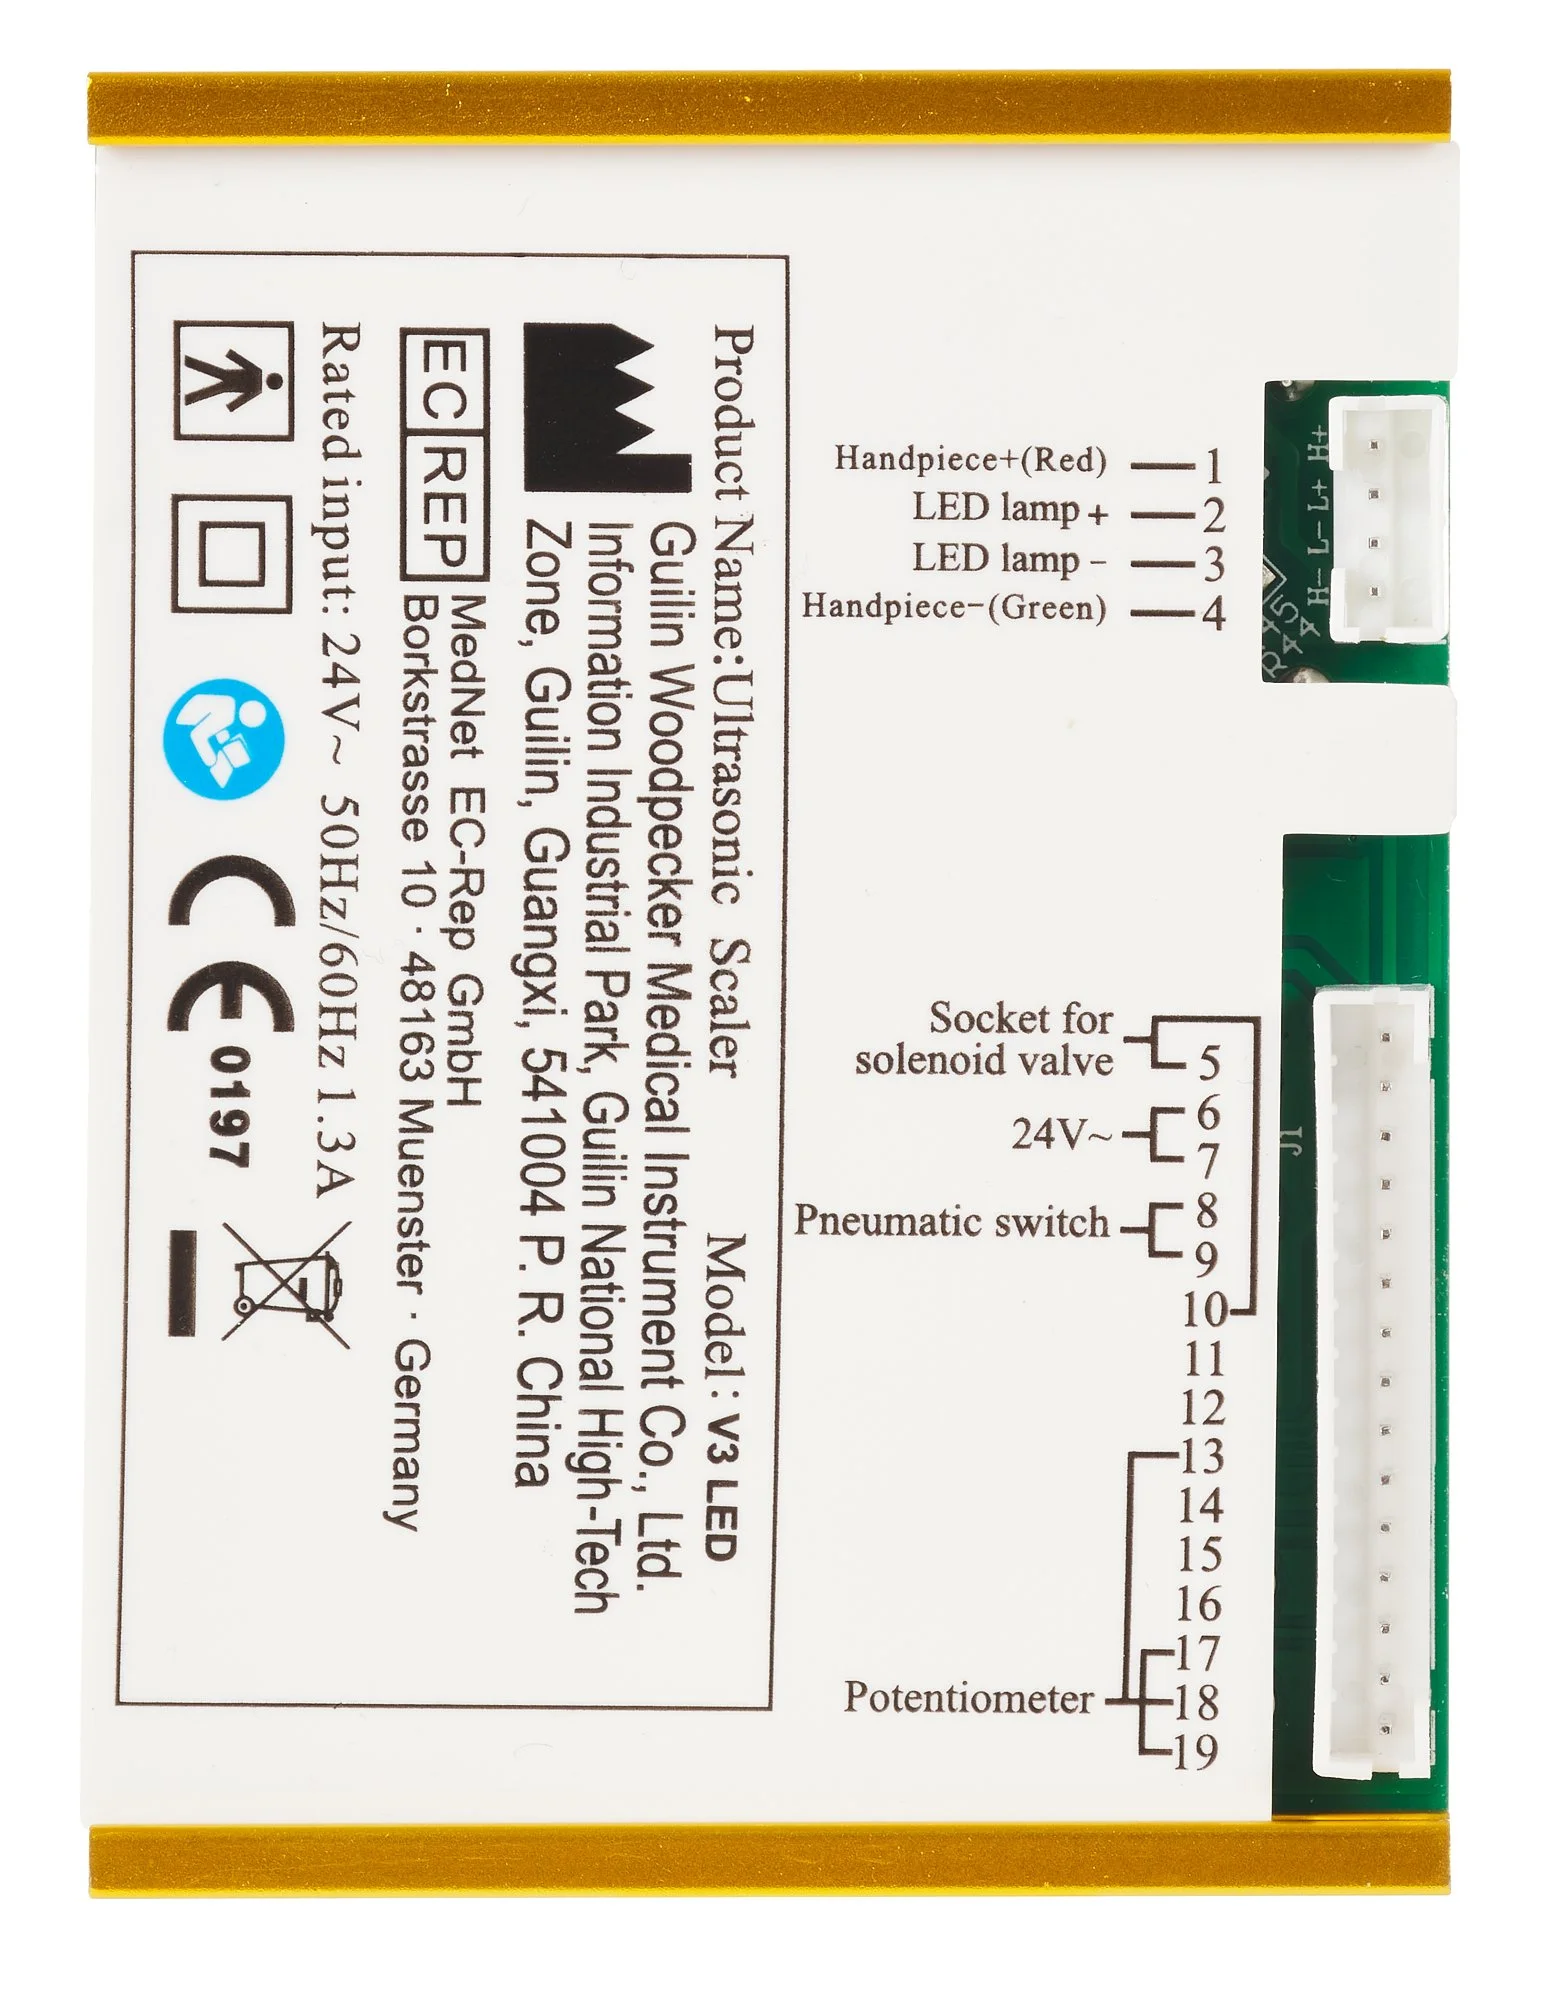 Product Name:Ultrasonic Scaler Model: V3 LED
Guilin Woodpecker Medical Instrument Co., Ltd.
Information Industrial Park, Guilin National High-Tech
Zone, Guilin, Guangxi, 541004 P. R. China
EC REP
MedNet EC-Rep GmbH
Borkstrasse 10 · 48163 Muenster · Germany
Rated input: 24V~ 50Hz/60Hz 1.3A
CE 0197
Handpiece+(Red) 1
LED lamp+ 2
LED lamp- 3
Handpiece-(Green) 4
H+
L+
L-
H-
Socket for
solenoid valve 5
24V~ 6
7
Pneumatic switch 8
9
10
11
12
13
14
15
16
17
Potentiometer 18
19
J1